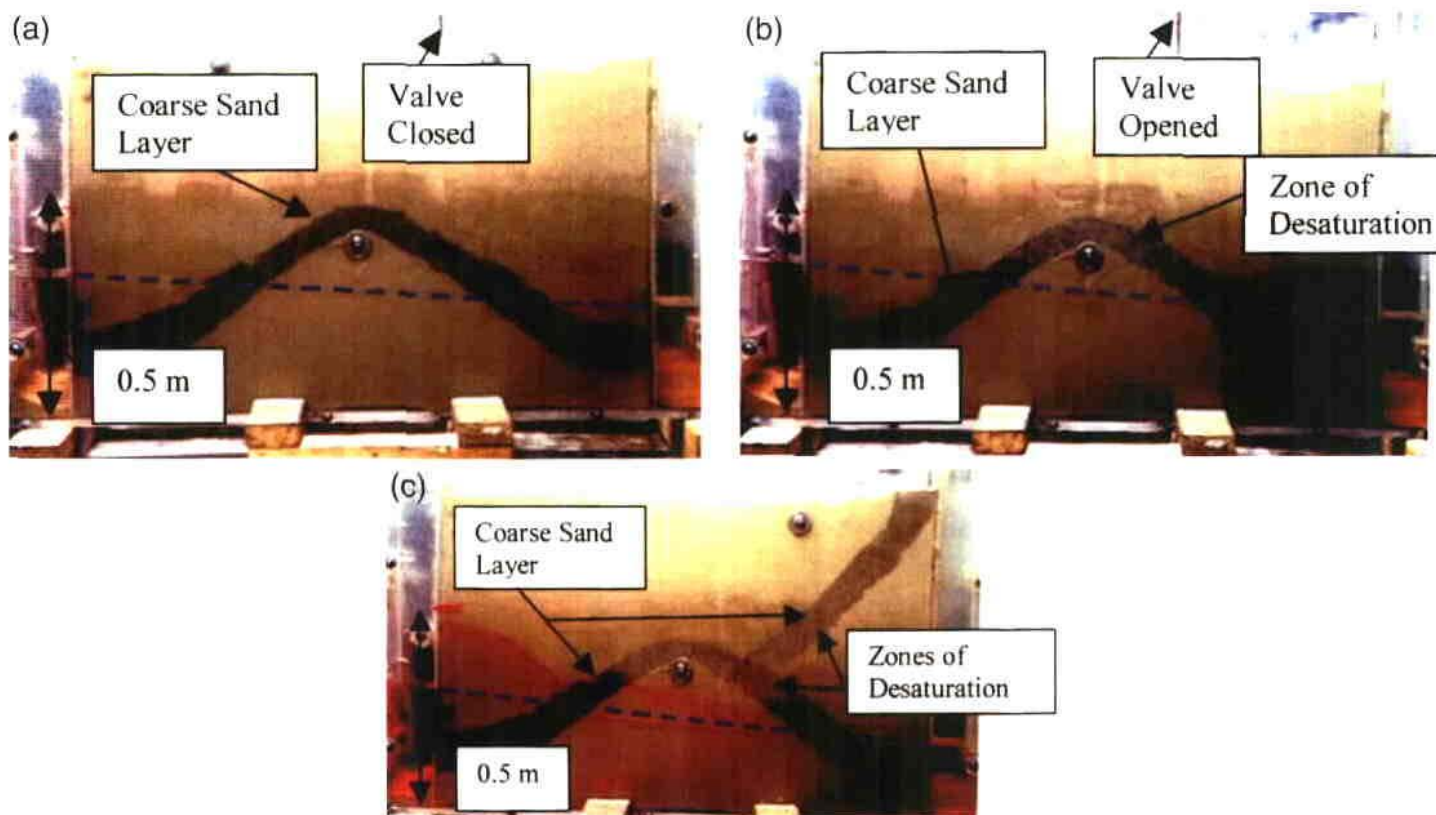 (a)
Coarse Sand
Layer
Valve
Closed
0.5 m
(b)
Coarse Sand
Layer
Valve
Opened
Zone of
Desaturation
0.5 m
(c)
Coarse Sand
Layer
Zones of
Desaturation
0.5 m